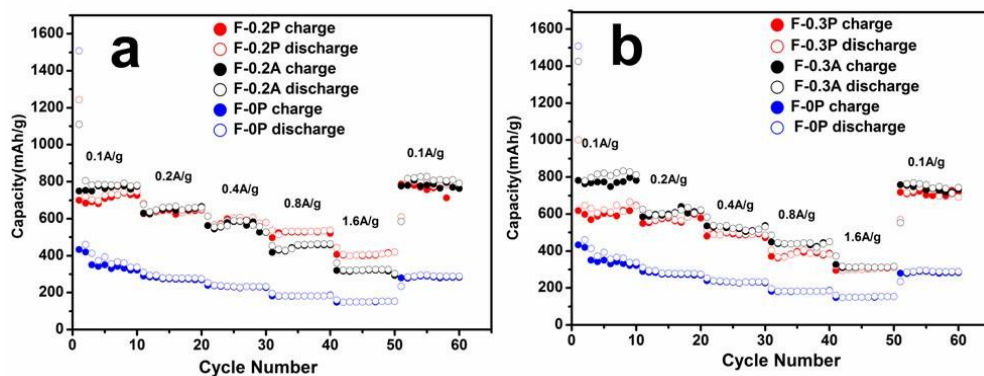 a
F-0.2P charge
F-0.2P discharge
F-0.2A charge
F-0.2A discharge
F-0P charge
F-0P discharge
0.1A/g
0.2A/g
0.4A/g
0.8A/g
1.6A/g
0.1A/g
Capacity(mAh/g)
1600
1400
1200
1000
800
600
400
200
0
0 10 20 30 40 50 60
Cycle Number
b
F-0.3P charge
F-0.3P discharge
F-0.3A charge
F-0.3A discharge
F-0P charge
F-0P discharge
0.1A/g
0.2A/g
0.4A/g
0.8A/g
1.6A/g
0.1A/g
Capacity(mAh/g)
1600
1400
1200
1000
800
600
400
200
0
0 10 20 30 40 50 60
Cycle Number